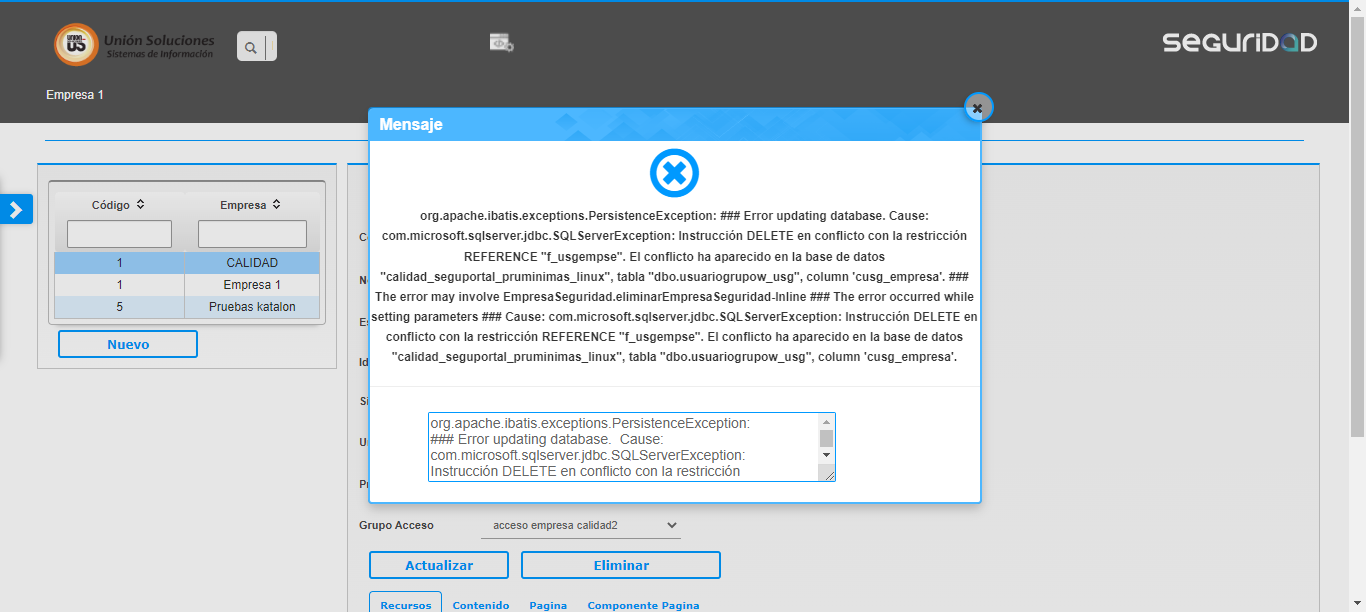 UNION
US
Unión Soluciones
Sistemas de Información
SEGURIDAD
Empresa 1
Mensaje
org.apache.ibatis.exceptions.PersistenceException: ### Error updating database. Cause:
com.microsoft.sqlserver.jdbc.SQLServerException: Instrucción DELETE en conflicto con la restricción
REFERENCE "f_usgempse". El conflicto ha aparecido en la base de datos
"calidad_seguportal_pruminimas_linux", tabla "dbo.usuariogrupow_usg", column 'cusg_empresa'. ###
The error may involve EmpresaSeguridad.eliminarEmpresaSeguridad-Inline ### The error occurred while
setting parameters ### Cause: com.microsoft.sqlserver.jdbc.SQLServerException: Instrucción DELETE en
conflicto con la restricción REFERENCE "f_usgempse". El conflicto ha aparecido en la base de datos
"calidad_seguportal_pruminimas_linux", tabla "dbo.usuariogrupow_usg", column 'cusg_empresa'.
org.apache.ibatis.exceptions.PersistenceException:
### Error updating database. Cause:
com.microsoft.sqlserver.jdbc.SQLServerException:
Instrucción DELETE en conflicto con la restricción
Código Empresa
1 CALIDAD
1 Empresa 1
5 Pruebas katalon
Nuevo
Grupo Acceso acceso empresa calidad2
Actualizar Eliminar
Recursos Contenido Pagina Componente Pagina